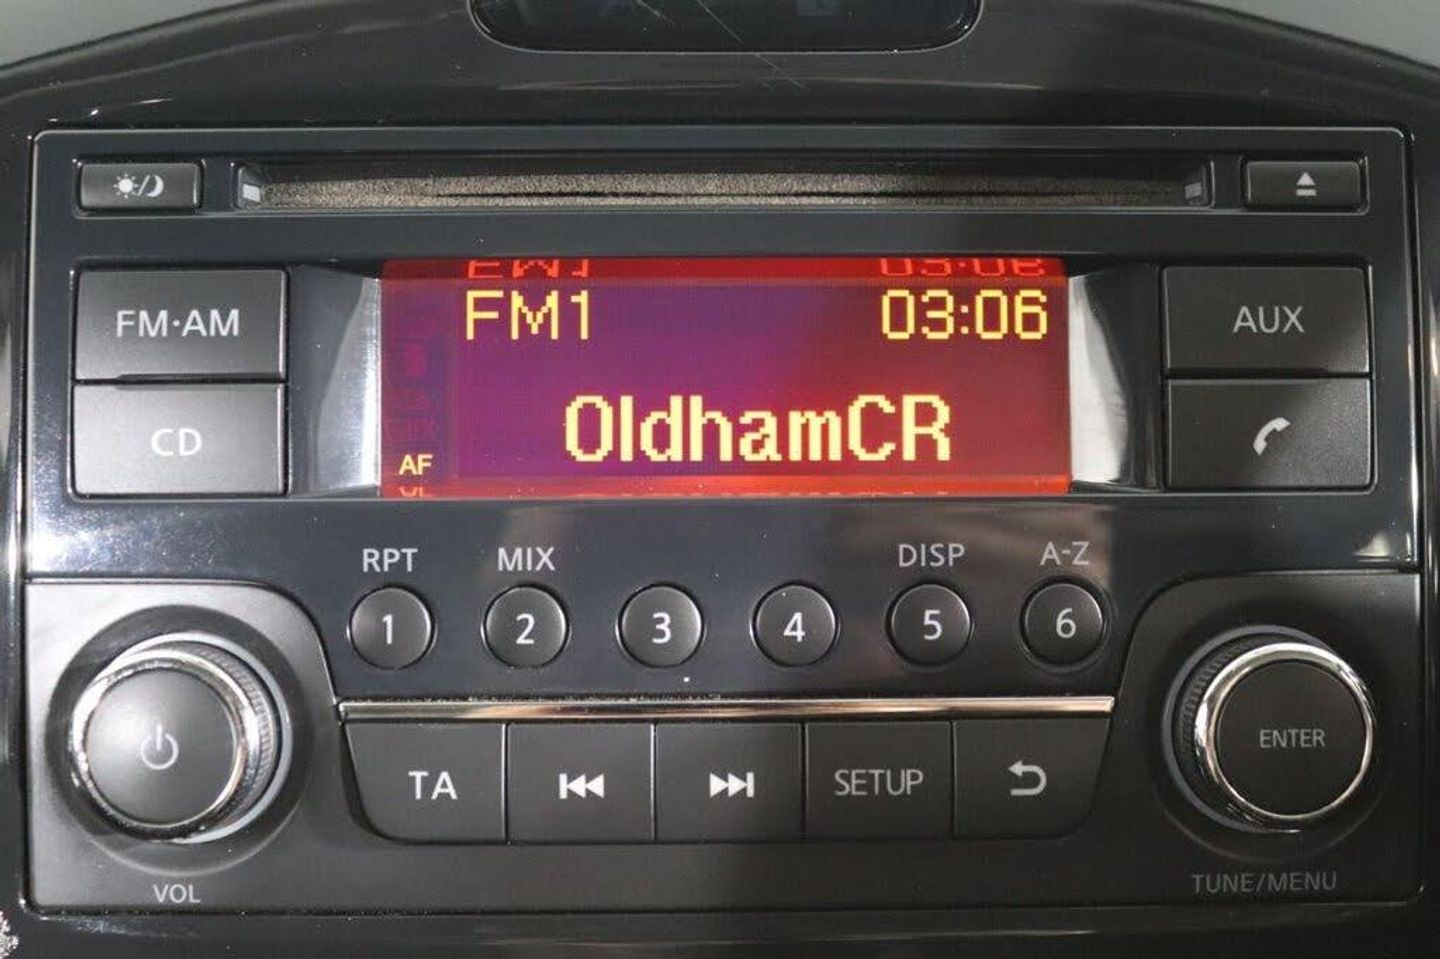 FM·AM
CD
FM1 03:06
OldhamCR
AF
AUX
RPT MIX DISP A-Z
1 2 3 4 5 6
TA SETUP
ENTER
VOL
TUNE/MENU